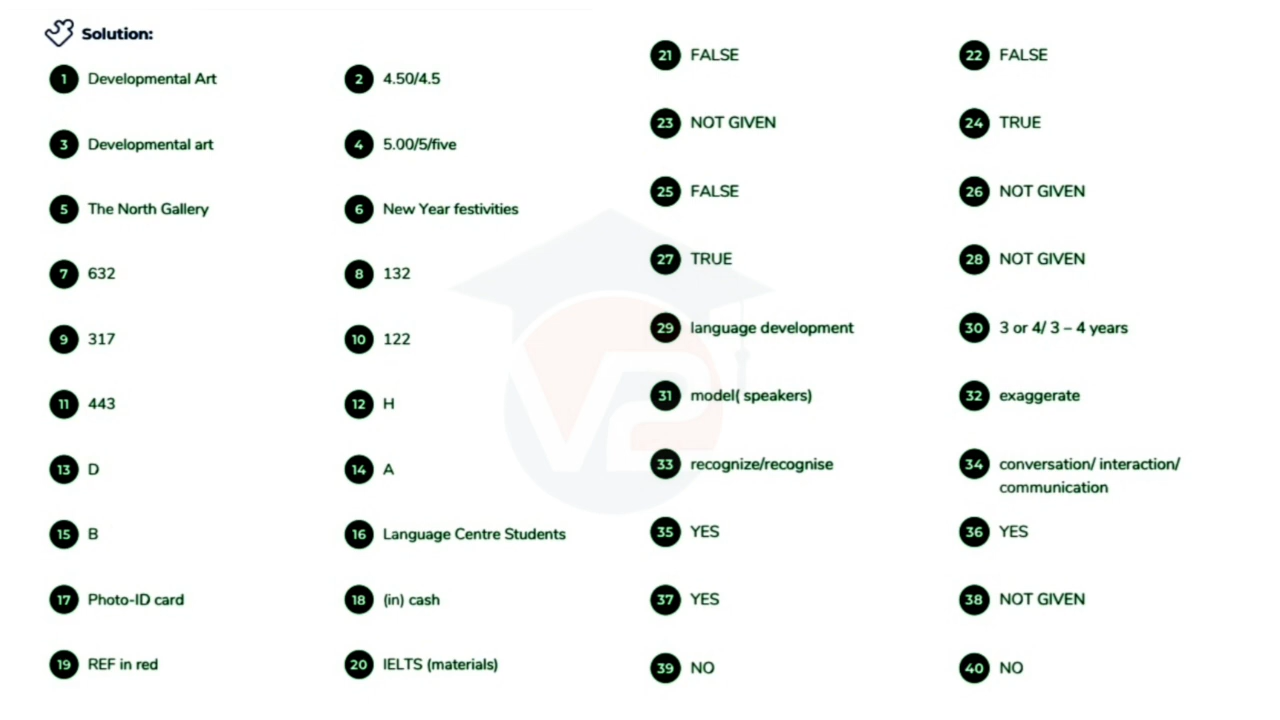 Solution:
1 Developmental Art
2 4.50/4.5
3 Developmental art
4 5.00/5/five
5 The North Gallery
6 New Year festivities
7 632
8 132
9 317
10 122
11 443
12 H
13 D
14 A
15 B
16 Language Centre Students
17 Photo-ID card
18 (in) cash
19 REF in red
20 IELTS (materials)
21 FALSE
22 FALSE
23 NOT GIVEN
24 TRUE
25 FALSE
26 NOT GIVEN
27 TRUE
28 NOT GIVEN
29 language development
30 3 or 4/ 3 – 4 years
31 model( speakers)
32 exaggerate
33 recognize/recognise
34 conversation/ interaction/
communication
35 YES
36 YES
37 YES
38 NOT GIVEN
39 NO
40 NO
V2